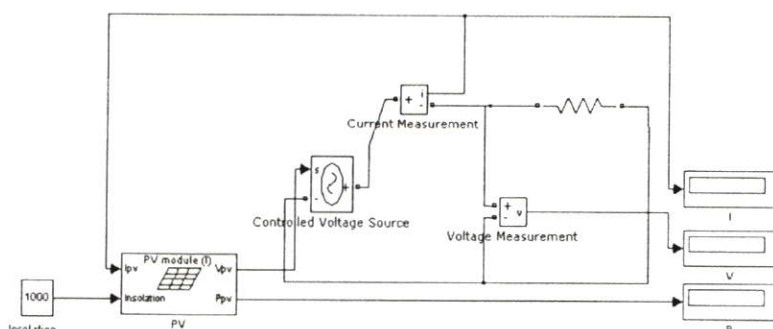 i
+ -
Current Measurement
s
+
-
Controlled Voltage Source
+
v
-
Voltage Measurement
I
PV module (I)
Ipv
Vpv
V
1000
Insolation
Ppv
PV